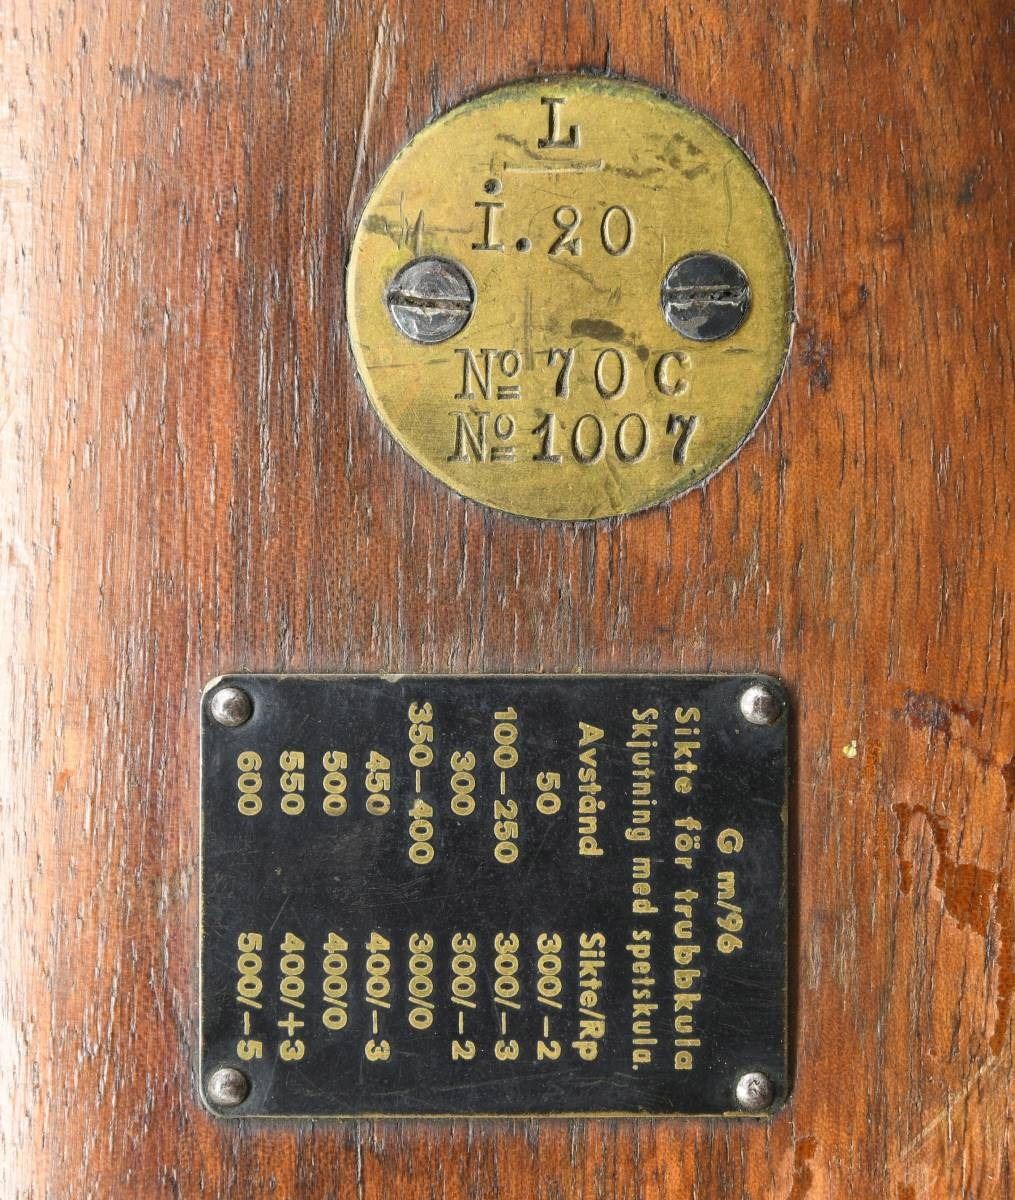 L
i.20
No 70 C
No 1007
G m/96
Sikte för trubbkula
Skjutning med spetskula.
Avstånd Sikte/Rp
50 300/–2
100–250 300/–3
300 300/–2
350–400 300/0
450 400/–3
500 400/0
550 400/+3
600 500/–5